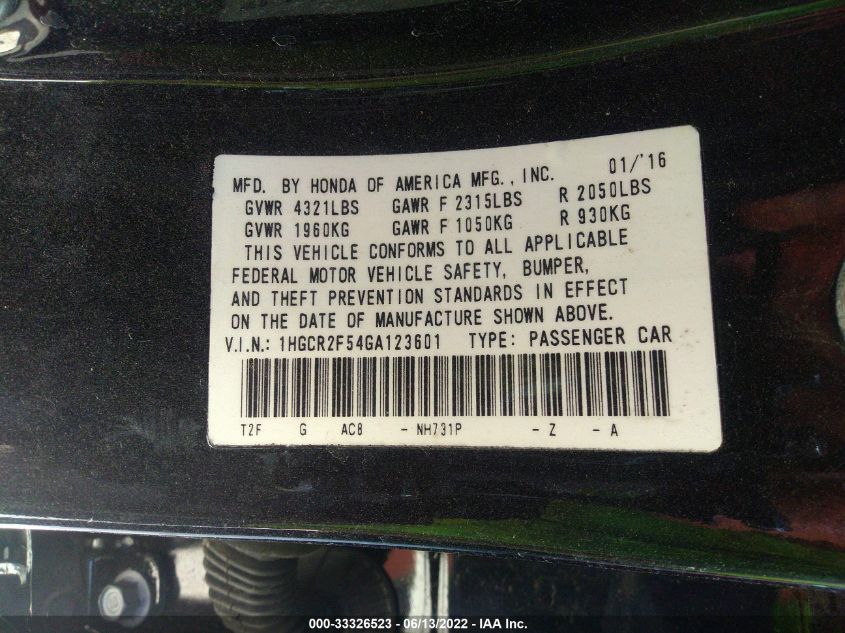 MFD. BY HONDA OF AMERICA MFG., INC. 01/'16
GVWR 4321LBS GAWR F 2315LBS R 2050LBS
GVWR 1960KG GAWR F 1050KG R 930KG
THIS VEHICLE CONFORMS TO ALL APPLICABLE
FEDERAL MOTOR VEHICLE SAFETY, BUMPER,
AND THEFT PREVENTION STANDARDS IN EFFECT
ON THE DATE OF MANUFACTURE SHOWN ABOVE.
V.I.N.: 1HGCR2F54GA123601 TYPE: PASSENGER CAR
T2F G AC8 - NH731P - Z - A
000-33326523 - 06/13/2022 - IAA Inc.